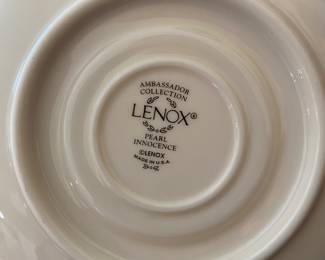 AMBASSADOR
COLLECTION
LENOX®
PEARL
INNOCENCE
©LENOX
MADE IN U.S.A.